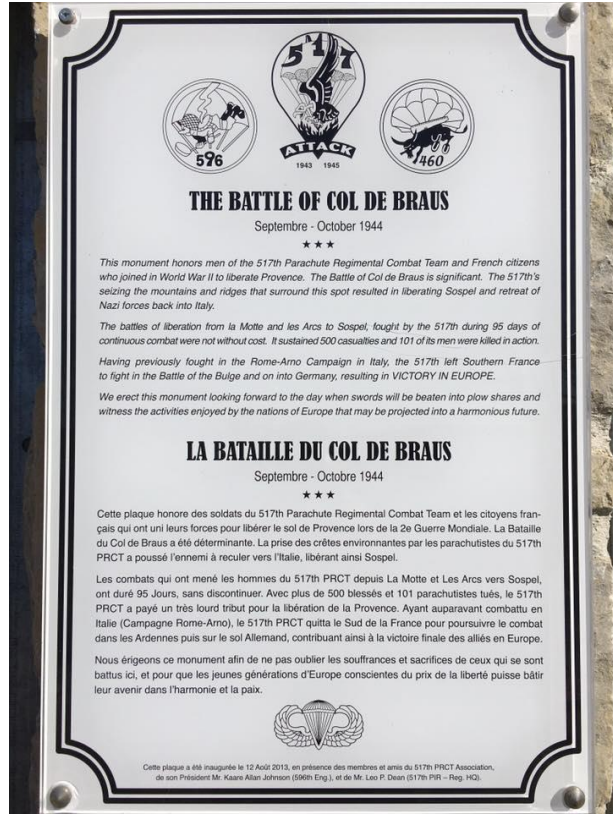 517
ATTACK
1943 1945
596
460
THE BATTLE OF COL DE BRAUS
Septembre - October 1944
★ ★ ★
This monument honors men of the 517th Parachute Regimental Combat Team and French citizens
who joined in World War II to liberate Provence. The Battle of Col de Braus is significant. The 517th's
seizing the mountains and ridges that surround this spot resulted in liberating Sospel and retreat of
Nazi forces back into Italy.
The battles of liberation from la Motte and les Arcs to Sospel, fought by the 517th during 95 days of
continuous combat were not without cost. It sustained 500 casualties and 101 of its men were killed in action.
Having previously fought in the Rome-Arno Campaign in Italy, the 517th left Southern France
to fight in the Battle of the Bulge and on into Germany, resulting in VICTORY IN EUROPE.
We erect this monument looking forward to the day when swords will be beaten into plow shares and
witness the activities enjoyed by the nations of Europe that may be projected into a harmonious future.
LA BATAILLE DU COL DE BRAUS
Septembre - Octobre 1944
★ ★ ★
Cette plaque honore des soldats du 517th Parachute Regimental Combat Team et les citoyens fran-
çais qui ont uni leurs forces pour libérer le sol de Provence lors de la 2e Guerre Mondiale. La Bataille
du Col de Braus a été déterminante. La prise des crêtes environnantes par les parachutistes du 517th
PRCT a poussé l'ennemi à reculer vers l'Italie, libérant ainsi Sospel.
Les combats qui ont mené les hommes du 517th PRCT depuis La Motte et Les Arcs vers Sospel,
ont duré 95 Jours, sans discontinuer. Avec plus de 500 blessés et 101 parachutistes tués, le 517th
PRCT a payé un très lourd tribut pour la libération de la Provence. Ayant auparavant combattu en
Italie (Campagne Rome-Arno), le 517th PRCT quitta le Sud de la France pour poursuivre le combat
dans les Ardennes puis sur le sol Allemand, contribuant ainsi à la victoire finale des alliés en Europe.
Nous érigeons ce monument afin de ne pas oublier les souffrances et sacrifices de ceux qui se sont
battus ici, et pour que les jeunes générations d'Europe conscientes du prix de la liberté puisse bâtir
leur avenir dans l'harmonie et la paix.
Cette plaque a été inaugurée le 12 Août 2013, en présence des membres et amis du 517th PRCT Association,
de son Président Mr. Kaare Allan Johnson (596th Eng.), et de Mr. Leo P. Dean (517th PIR – Reg. HQ).